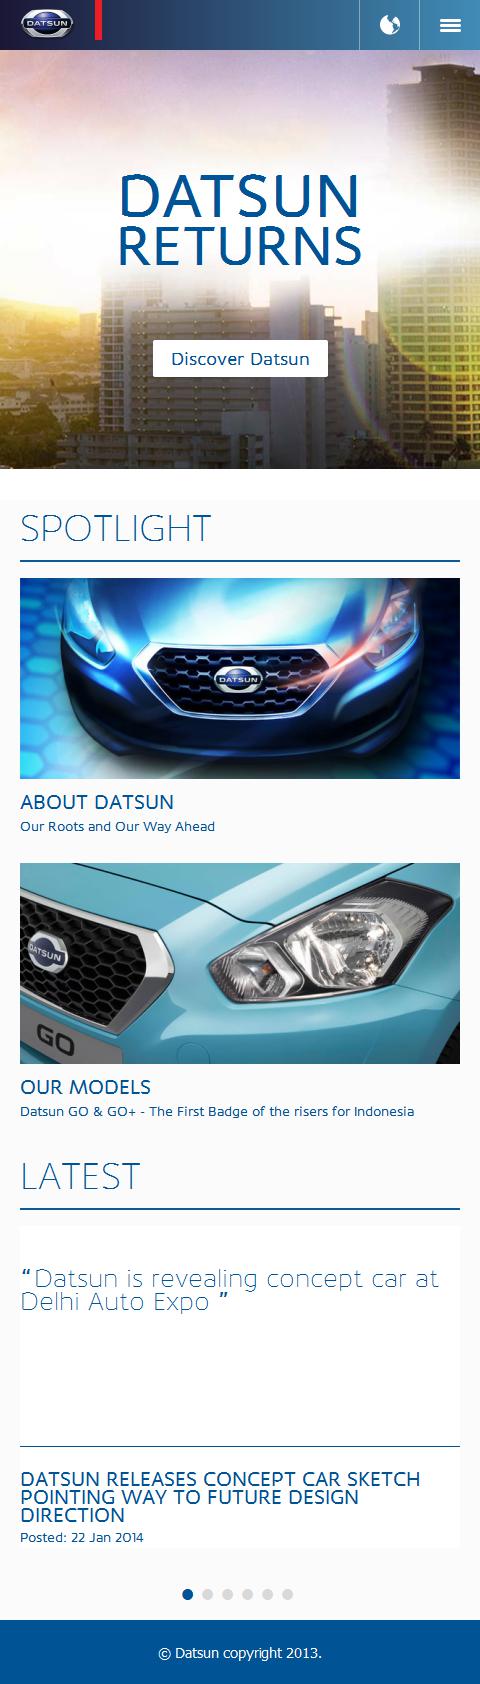 DATSUN
DATSUN
RETURNS
Discover Datsun
SPOTLIGHT
DATSUN
ABOUT DATSUN
Our Roots and Our Way Ahead
DATSUN
GO
OUR MODELS
Datsun GO & GO+ - The First Badge of the risers for Indonesia
LATEST
“Datsun is revealing concept car at
Delhi Auto Expo ”
DATSUN RELEASES CONCEPT CAR SKETCH
POINTING WAY TO FUTURE DESIGN
DIRECTION
Posted: 22 Jan 2014
© Datsun copyright 2013.